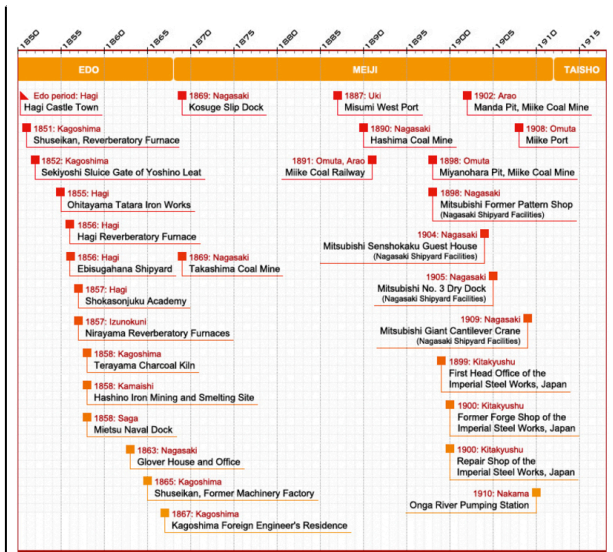 1850
1855
1860
1865
1870
1875
1880
1885
1890
1895
1900
1905
1910
1915
EDO
MEIJI
TAISHO
Edo period: Hagi
Hagi Castle Town
1851: Kagoshima
Shuseikan, Reverberatory Furnace
1852: Kagoshima
Sekiyoshi Sluice Gate of Yoshino Leat
1855: Hagi
Ohitayama Tatara Iron Works
1856: Hagi
Hagi Reverberatory Furnace
1856: Hagi
Ebisugahana Shipyard
1857: Hagi
Shokasonjuku Academy
1857: Izunokuni
Nirayama Reverberatory Furnaces
1858: Kagoshima
Terayama Charcoal Kiln
1858: Kamaishi
Hashino Iron Mining and Smelting Site
1858: Saga
Mietsu Naval Dock
1863: Nagasaki
Glover House and Office
1865: Kagoshima
Shuseikan, Former Machinery Factory
1867: Kagoshima
Kagoshima Foreign Engineer's Residence
1869: Nagasaki
Kosuge Slip Dock
1869: Nagasaki
Takashima Coal Mine
1887: Uki
Misumi West Port
1890: Nagasaki
Hashima Coal Mine
1891: Omuta, Arao
Miike Coal Railway
1902: Arao
Manda Pit, Miike Coal Mine
1908: Omuta
Miike Port
1898: Omuta
Miyanohara Pit, Miike Coal Mine
1898: Nagasaki
Mitsubishi Former Pattern Shop
(Nagasaki Shipyard Facilities)
1904: Nagasaki
Mitsubishi Senshokaku Guest House
(Nagasaki Shipyard Facilities)
1905: Nagasaki
Mitsubishi No. 3 Dry Dock
(Nagasaki Shipyard Facilities)
1909: Nagasaki
Mitsubishi Giant Cantilever Crane
(Nagasaki Shipyard Facilities)
1899: Kitakyushu
First Head Office of the
Imperial Steel Works, Japan
1900: Kitakyushu
Former Forge Shop of the
Imperial Steel Works, Japan
1900: Kitakyushu
Repair Shop of the
Imperial Steel Works, Japan
1910: Nakama
Onga River Pumping Station